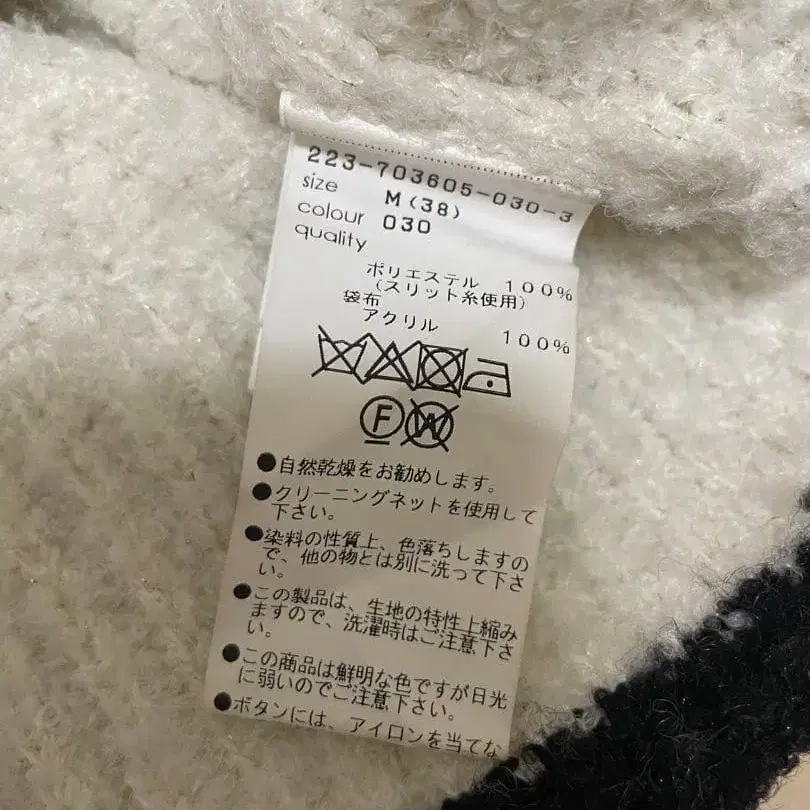 223-703605-030-3
size M(38)
colour 030
quality
ポリエステル 100%
(スリット糸使用)
袋布
アクリル 100%
F W
●自然乾燥をお勧めします。
●クリーニングネットを使用して
下さい。
●染料の性質上、色落ちしますの
で、他の物とは別に洗って下さ
い。
●この製品は、生地の特性上縮み
ますので、洗濯時はご注意下さ
い。
●この商品は鮮明な色ですが日光
に弱いのでご注意下さい。
●ボタンには、アイロンを当てな